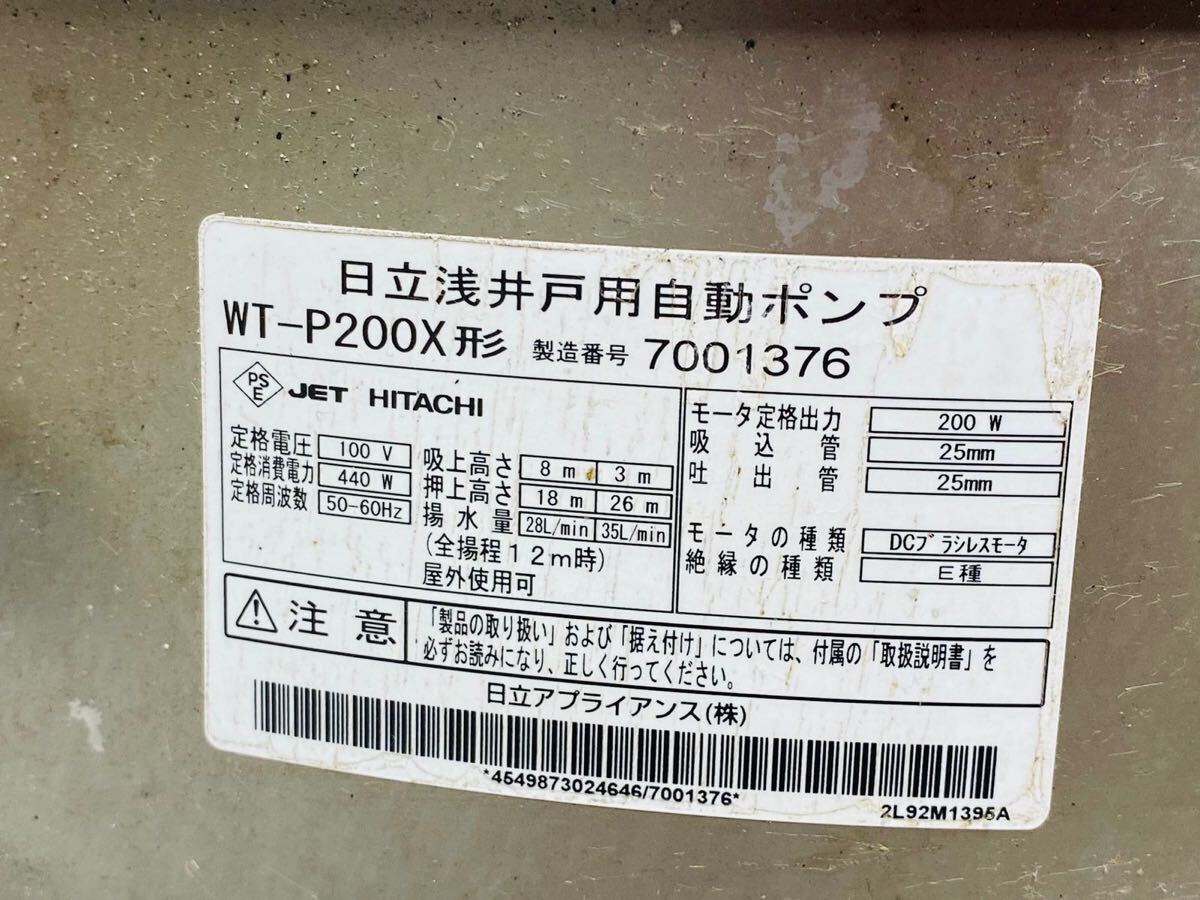 日立浅井戸用自動ポンプ
WT-P200X形 製造番号 7001376
PSE JET HITACHI
定格電圧 100 V
定格消費電力 440 W
定格周波数 50-60Hz
吸上高さ 8 m 3 m
押上高さ 18 m 26 m
揚水量 28L/min 35L/min
(全揚程12m時)
屋外使用可
モータ定格出力 200 W
吸込管 25mm
吐出管 25mm
モータの種類 DCブラシレスモータ
絶縁の種類 E種
注意 「製品の取り扱い」および「据え付け」については、付属の「取扱説明書」を
必ずお読みになり、正しく行ってください。
日立アプライアンス(株)
*4549873024646/7001376*
2L92M1395A